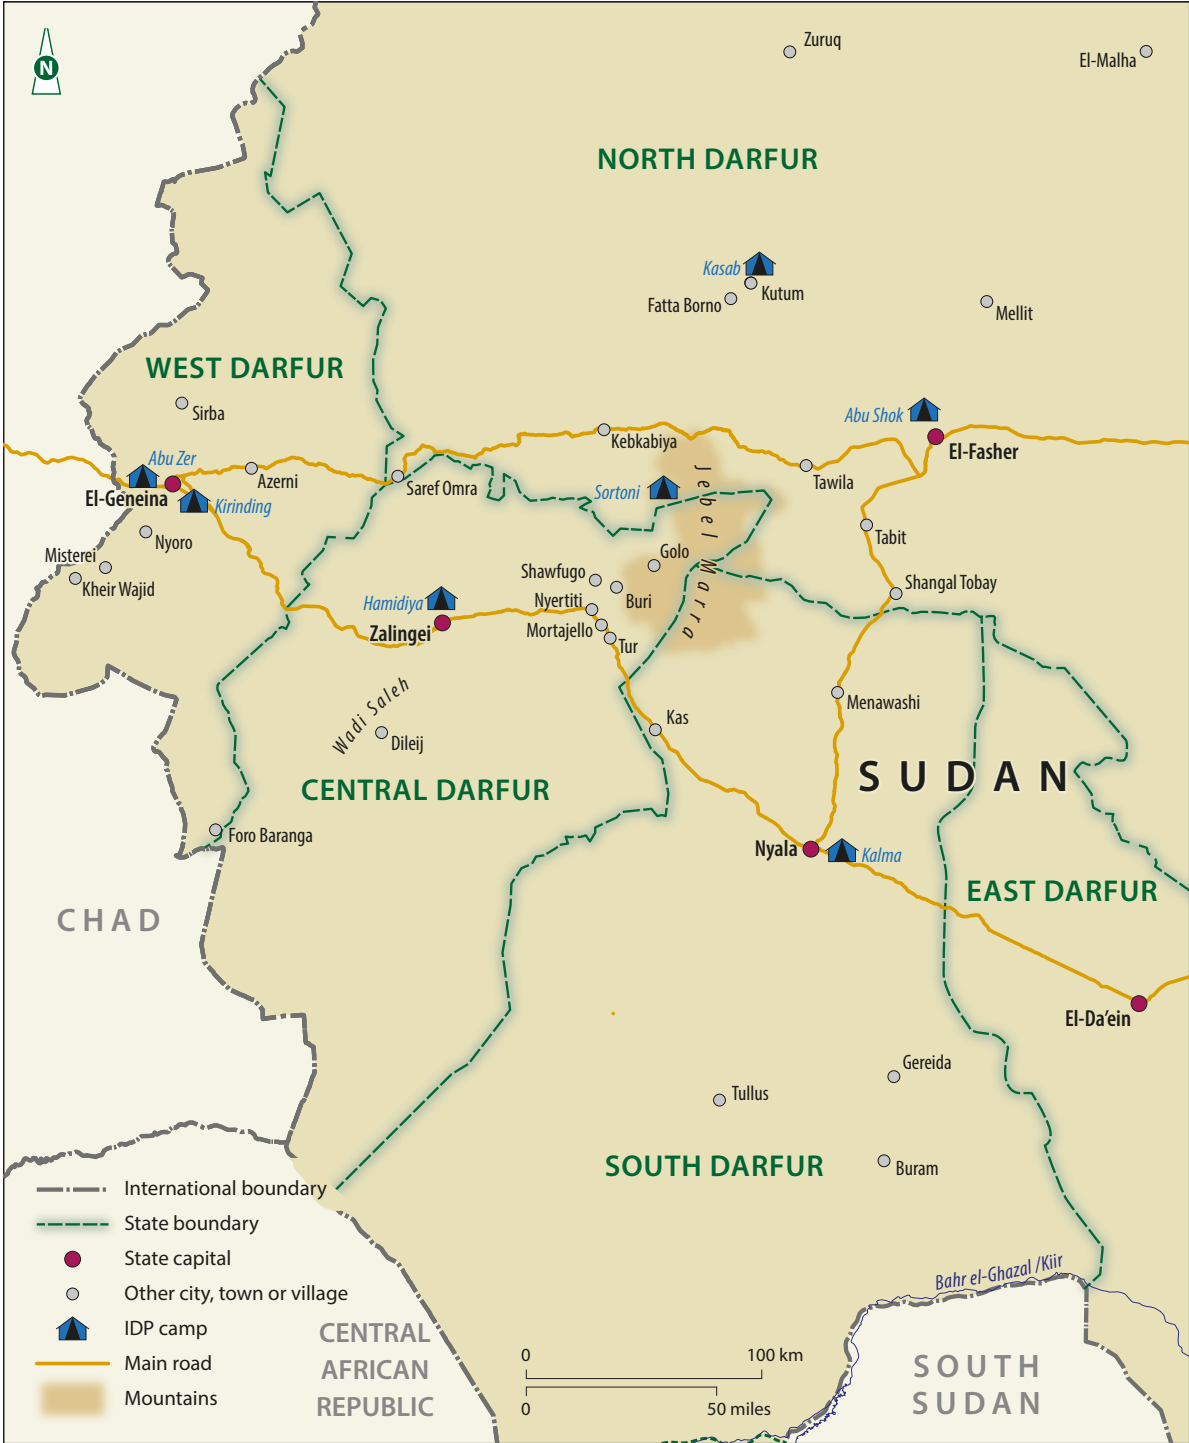 N
Zuruq
El-Malha
NORTH DARFUR
Kasab
Kutum
Fatta Borno
Mellit
WEST DARFUR
Sirba
Abu Shok
El-Fasher
Kebkabiya
Abu Zer
Azerni
Saref Omra
Tawila
El-Geneina
Kirinding
Sortoni
Jebel Marra
Nyoro
Tabit
Misterei
Kheir Wajid
Golo
Shawfugo
Buri
Shangal Tobay
Hamidiya
Nyertiti
Zalingei
Mortajello
Tur
Wadi Saleh
Menawashi
Kas
Dileij
SUDAN
CENTRAL DARFUR
Foro Baranga
Nyala
Kalma
EAST DARFUR
CHAD
El-Da'ein
Gereida
Tullus
SOUTH DARFUR
Buram
Bahr el-Ghazal /Kiir
International boundary
State boundary
State capital
Other city, town or village
IDP camp
Main road
Mountains
CENTRAL
AFRICAN
REPUBLIC
0 100 km
0 50 miles
SOUTH
SUDAN